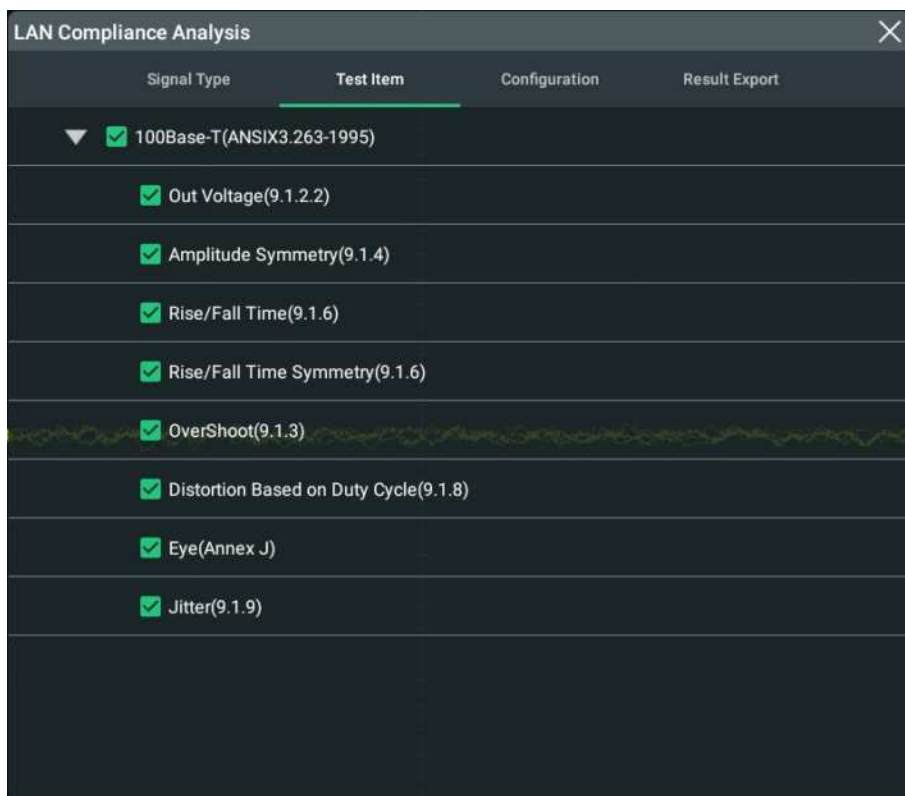 LAN Compliance Analysis
Signal Type Test Item Configuration Result Export
100Base-T(ANSIX3.263-1995)
Out Voltage(9.1.2.2)
Amplitude Symmetry(9.1.4)
Rise/Fall Time(9.1.6)
Rise/Fall Time Symmetry(9.1.6)
OverShoot(9.1.3)
Distortion Based on Duty Cycle(9.1.8)
Eye(Annex J)
Jitter(9.1.9)